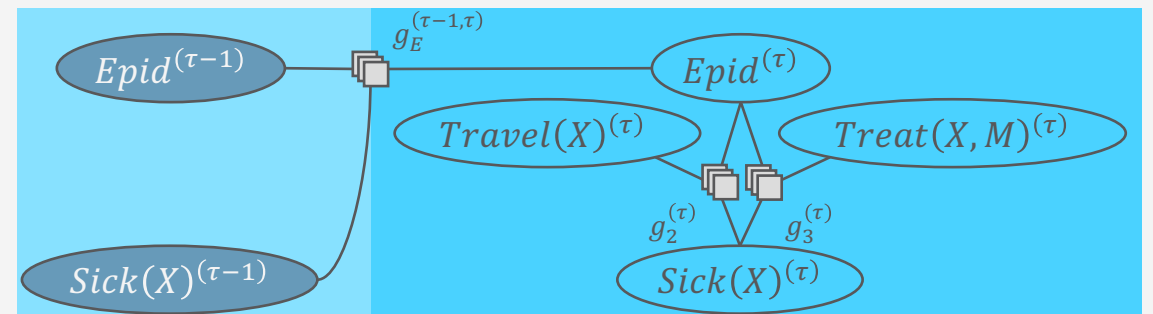 g_E^{(τ−1,τ)}
Epid^{(τ−1)}
Epid^{(τ)}
Travel(X)^{(τ)}
Treat(X, M)^{(τ)}
g_2^{(τ)}
g_3^{(τ)}
Sick(X)^{(τ−1)}
Sick(X)^{(τ)}